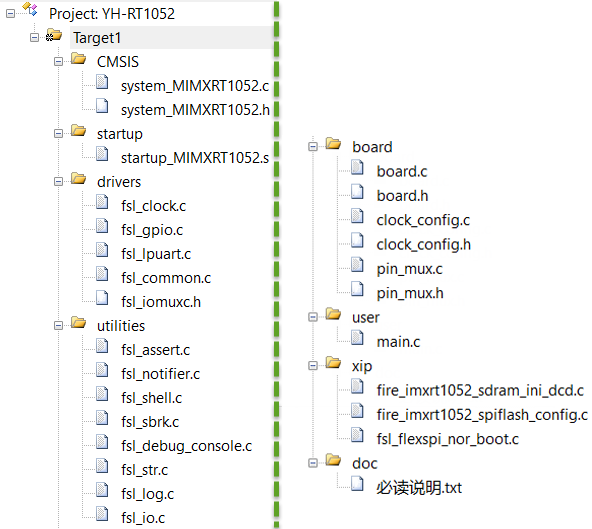 Project: YH-RT1052
Target1
CMSIS
system_MIMXRT1052.c
system_MIMXRT1052.h
startup
startup_MIMXRT1052.s
drivers
fsl_clock.c
fsl_gpio.c
fsl_lpuart.c
fsl_common.c
fsl_iomuxc.h
utilities
fsl_assert.c
fsl_notifier.c
fsl_shell.c
fsl_sbrk.c
fsl_debug_console.c
fsl_str.c
fsl_log.c
fsl_io.c
board
board.c
board.h
clock_config.c
clock_config.h
pin_mux.c
pin_mux.h
user
main.c
xip
fire_imxrt1052_sdram_ini_dcd.c
fire_imxrt1052_spiflash_config.c
fsl_flexspi_nor_boot.c
doc
必读说明.txt